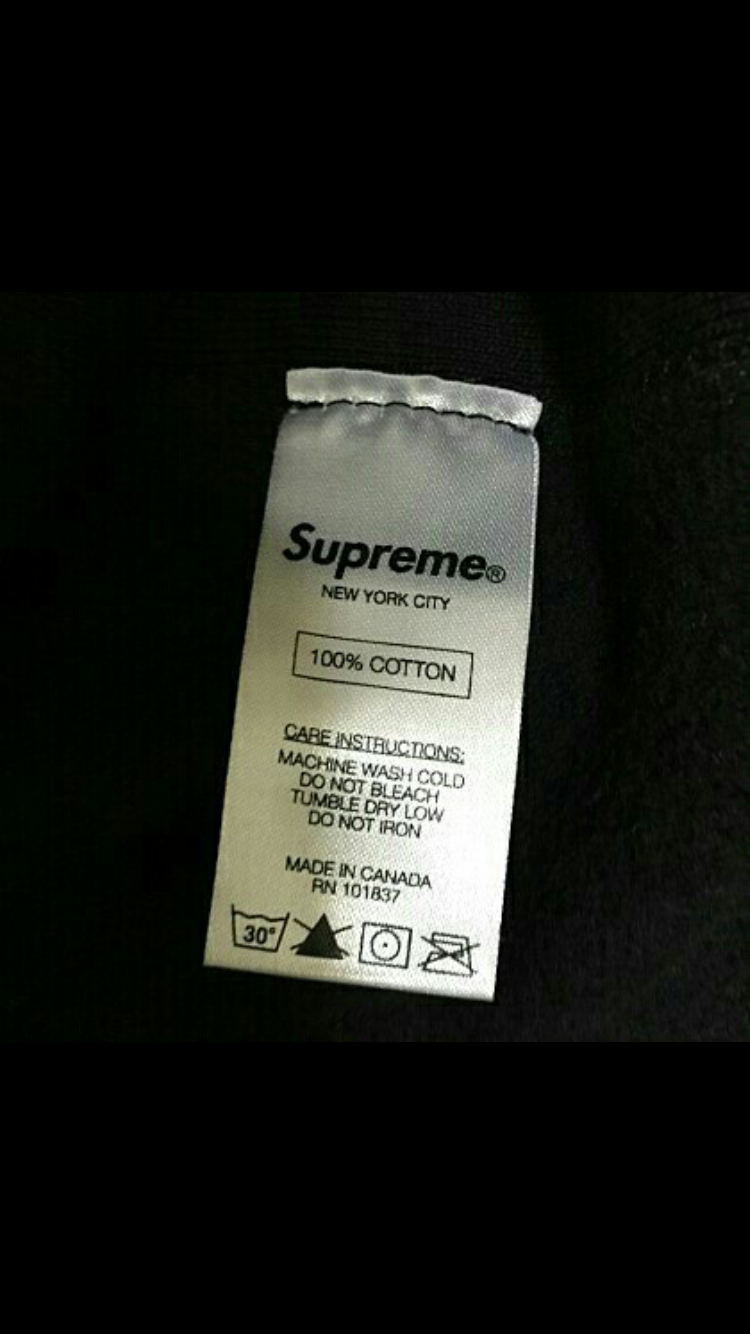 Supreme®
NEW YORK CITY
100% COTTON
CARE INSTRUCTIONS:
MACHINE WASH COLD
DO NOT BLEACH
TUMBLE DRY LOW
DO NOT IRON
MADE IN CANADA
RN 101837
30°